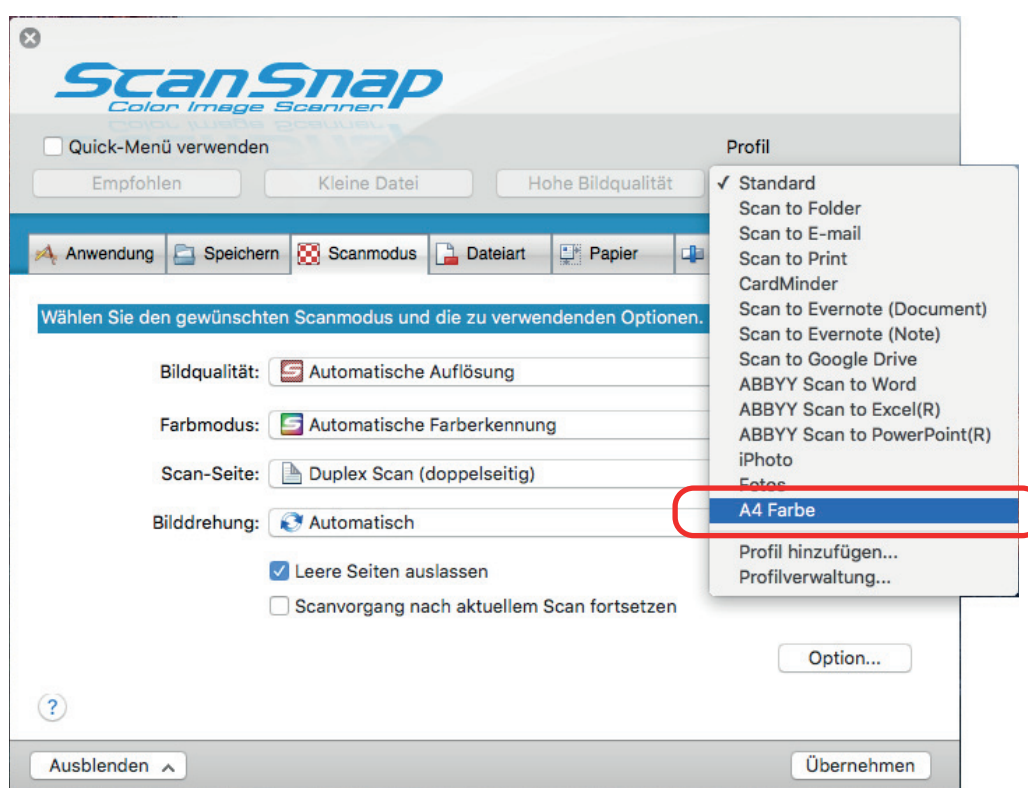 ScanSnap
Color Image Scanner
Quick-Menü verwenden
Profil
Empfohlen
Kleine Datei
Hohe Bildqualität
✓ Standard
Scan to Folder
Scan to E-mail
Scan to Print
CardMinder
Scan to Evernote (Document)
Scan to Evernote (Note)
Scan to Google Drive
ABBYY Scan to Word
ABBYY Scan to Excel(R)
ABBYY Scan to PowerPoint(R)
iPhoto
Fotos
A4 Farbe
Profil hinzufügen...
Profilverwaltung...
Anwendung
Speichern
Scanmodus
Dateiart
Papier
Wählen Sie den gewünschten Scanmodus und die zu verwendenden Optionen.
Bildqualität:
Automatische Auflösung
Farbmodus:
Automatische Farberkennung
Scan-Seite:
Duplex Scan (doppelseitig)
Bilddrehung:
Automatisch
Leere Seiten auslassen
Scanvorgang nach aktuellem Scan fortsetzen
Option...
?
Ausblenden
Übernehmen